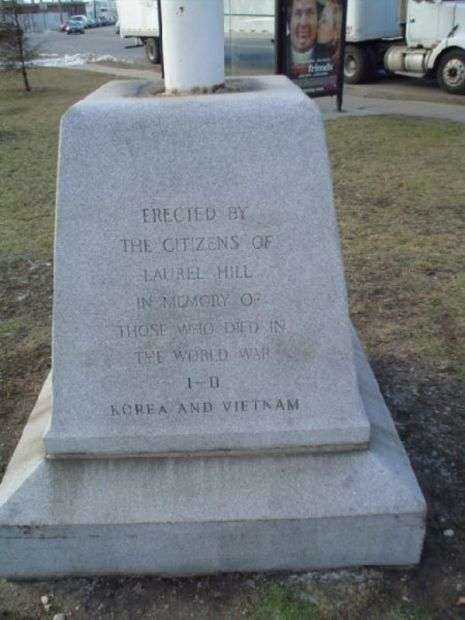 ERECTED BY
THE CITIZENS OF
LAUREL HILL
IN MEMORY OF
THOSE WHO DIED IN
THE WORLD WAR
I-II
KOREA AND VIETNAM
friends